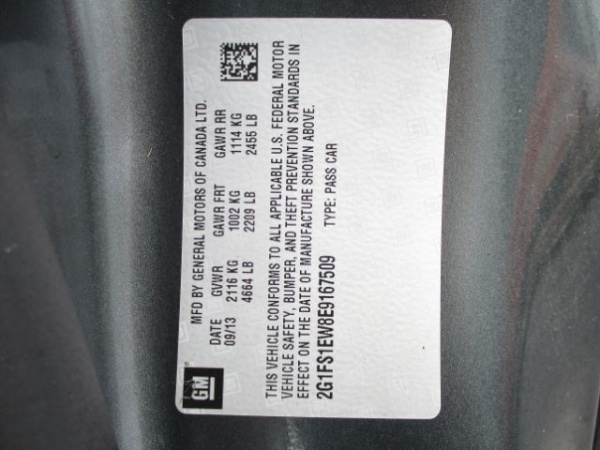 GM
MFD BY GENERAL MOTORS OF CANADA LTD.
DATE GVWR GAWR FRT GAWR RR
09/13 2116 KG 1002 KG 1114 KG
4664 LB 2209 LB 2455 LB
THIS VEHICLE CONFORMS TO ALL APPLICABLE U.S. FEDERAL MOTOR
VEHICLE SAFETY, BUMPER, AND THEFT PREVENTION STANDARDS IN
EFFECT ON THE DATE OF MANUFACTURE SHOWN ABOVE.
2G1FS1EW8E9167509 TYPE: PASS CAR